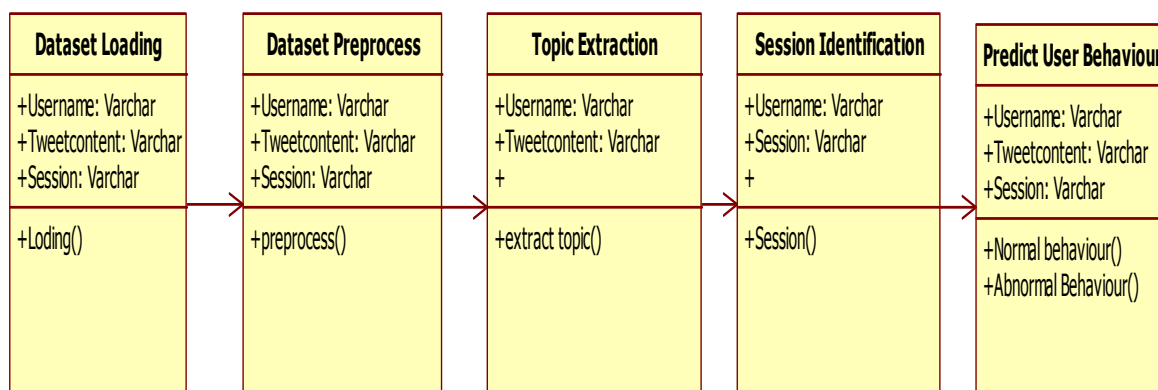 Dataset Loading
+Username: Varchar
+Tweetcontent: Varchar
+Session: Varchar
+Loding()
Dataset Preprocess
+Username: Varchar
+Tweetcontent: Varchar
+Session: Varchar
+preprocess()
Topic Extraction
+Username: Varchar
+Tweetcontent: Varchar
+
+extract topic()
Session Identification
+Username: Varchar
+Session: Varchar
+
+Session()
Predict User Behaviour
+Username: Varchar
+Tweetcontent: Varchar
+Session: Varchar
+Normal behaviour()
+Abnormal Behaviour()